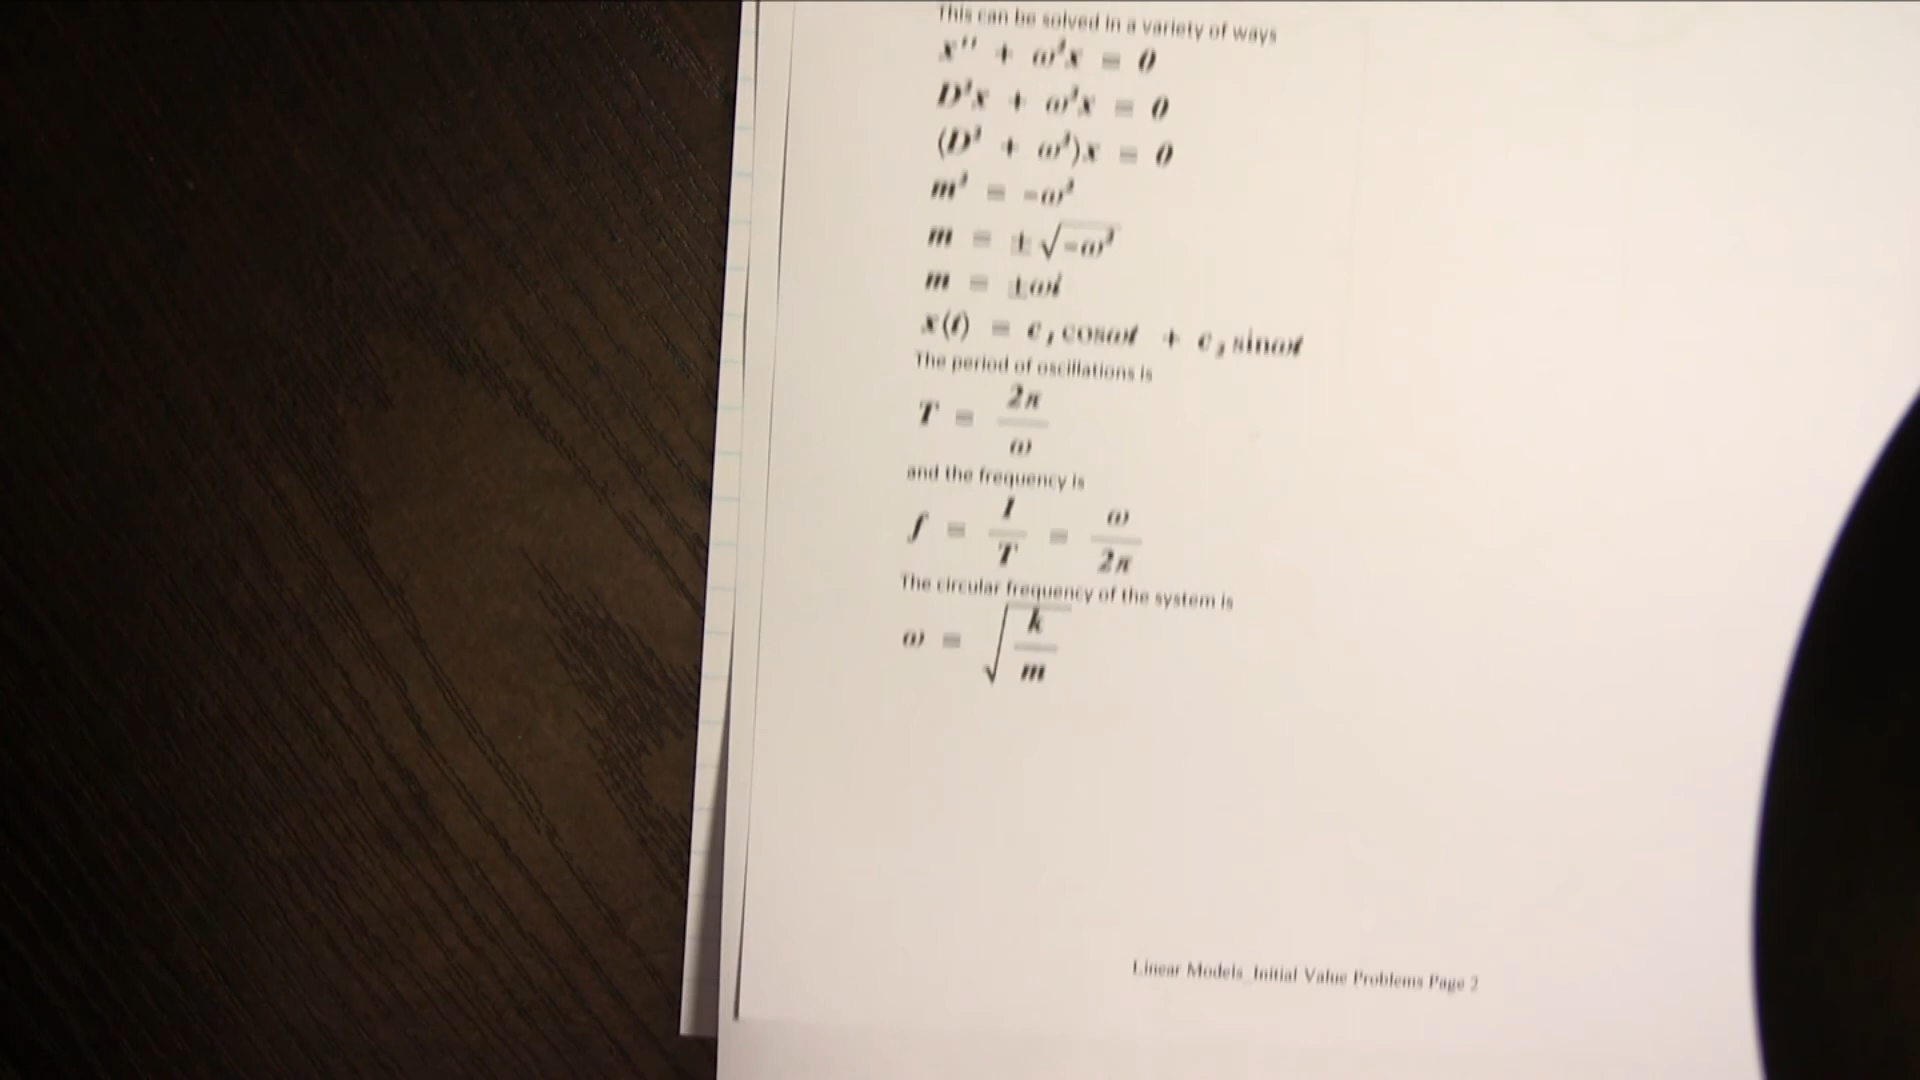 This can be solved in a variety of ways
x'' + ω²x = 0
D²x + ω²x = 0
(D² + ω²)x = 0
m² = -ω²
m = ±√-ω²
m = ±ωi
x(t) = c₁cosωt + c₂sinωt
The period of oscillations is
T = 2π/ω
and the frequency is
f = 1/T = ω/2π
The circular frequency of the system is
ω = √k/m
Linear Models_Initial Value Problems Page 2